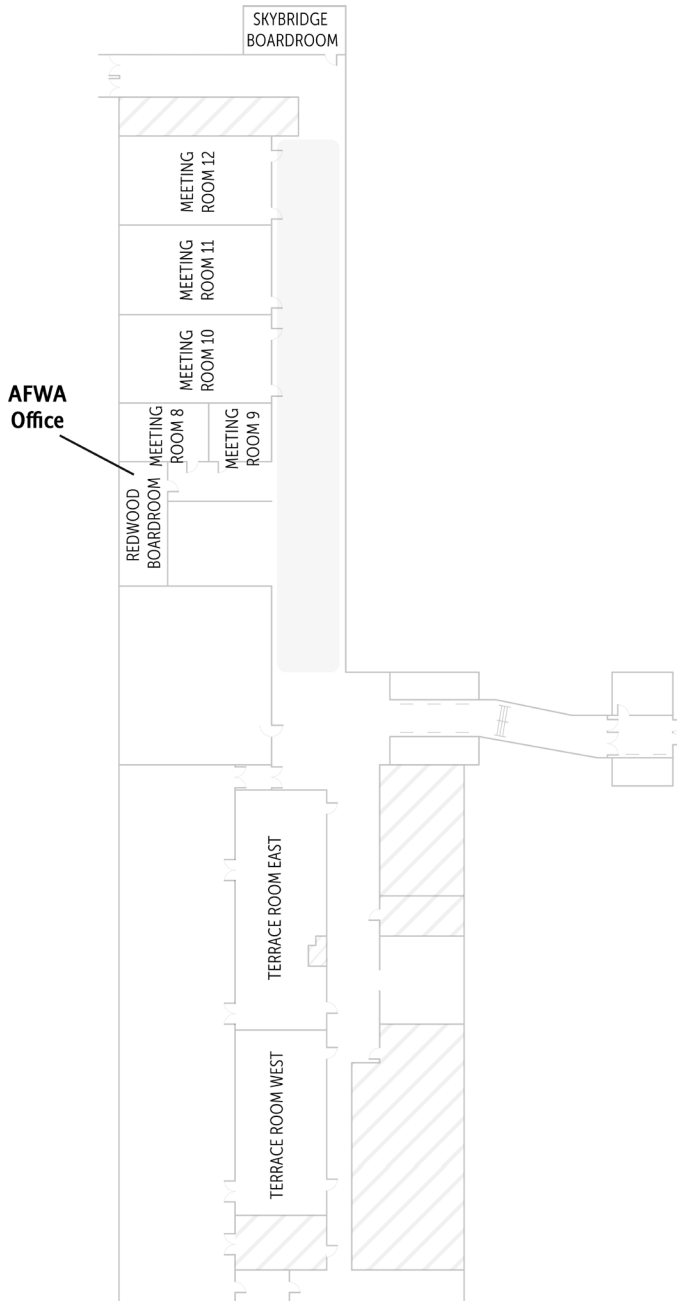 SKYBRIDGE
BOARDROOM
MEETING
ROOM 12
MEETING
ROOM 11
MEETING
ROOM 10
AFWA
Office
MEETING
ROOM 8
MEETING
ROOM 9
REDWOOD
BOARDROOM
TERRACE ROOM EAST
TERRACE ROOM WEST